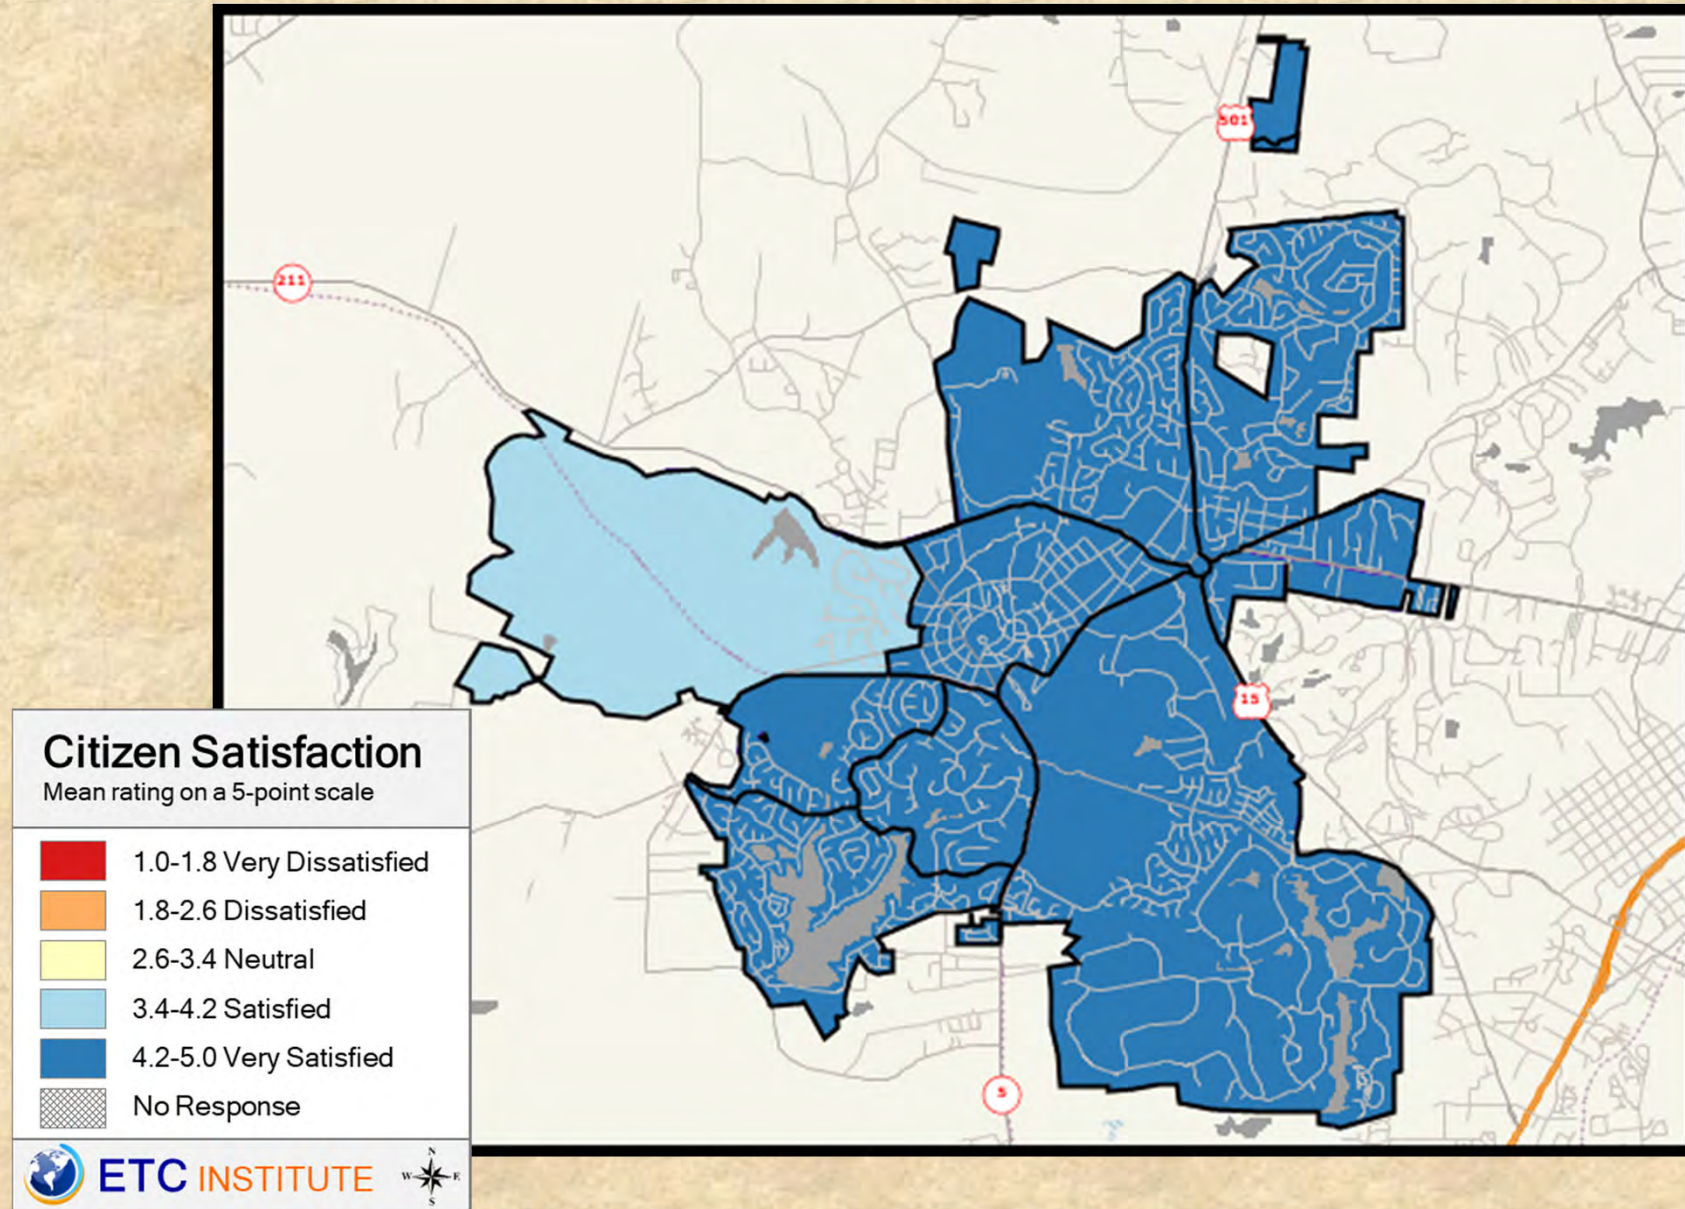 501
211
15
5
Citizen Satisfaction
Mean rating on a 5-point scale
1.0-1.8 Very Dissatisfied
1.8-2.6 Dissatisfied
2.6-3.4 Neutral
3.4-4.2 Satisfied
4.2-5.0 Very Satisfied
No Response
ETC INSTITUTE
N
W E
S